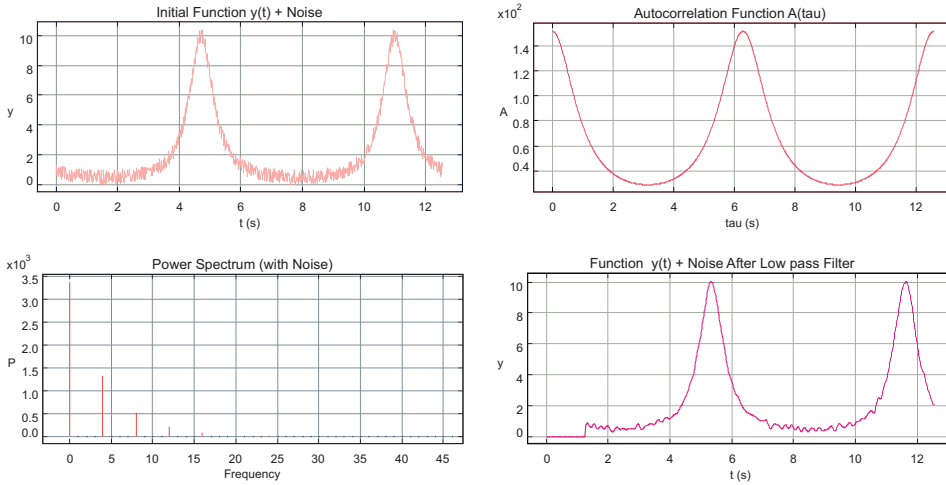 Initial Function y(t) + Noise
10
8
6
y
4
2
0
0 2 4 6 8 10 12
t (s)
x10²
Autocorrelation Function A(tau)
1.4
1.2
1.0
A
0.8
0.6
0.4
0 2 4 6 8 10 12
tau (s)
x10³
Power Spectrum (with Noise)
3.5
3.0
2.5
2.0
P
1.5
1.0
0.5
0.0
0 5 10 15 20 25 30 35 40 45
Frequency
Function y(t) + Noise After Low pass Filter
10
8
6
y
4
2
0
0 2 4 6 8 10 12
t (s)